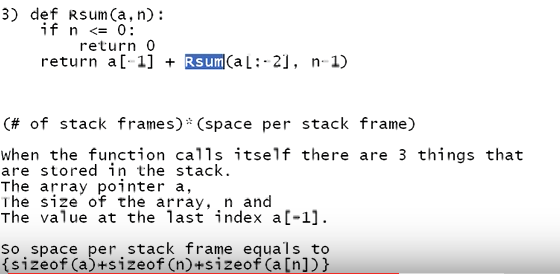 3) def Rsum(a,n):
if n <= 0:
return 0
return a[-1] + Rsum(a[:-2], n-1)
(# of stack frames)*(space per stack frame)
when the function calls itself there are 3 things that
are stored in the stack.
The array pointer a,
The size of the array, n and
The value at the last index a[-1].
So space per stack frame equals to
{sizeof(a)+sizeof(n)+sizeof(a[n])}